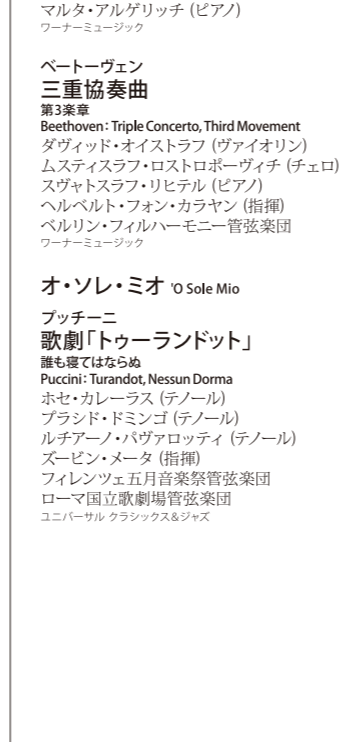 マルタ・アルゲリッチ (ピアノ)
ワーナーミュージック
ベートーヴェン
三重協奏曲
第3楽章
Beethoven: Triple Concerto, Third Movement
ダヴィッド・オイストラフ (ヴァイオリン)
ムスティスラフ・ロストロポーヴィチ (チェロ)
スヴャトスラフ・リヒテル (ピアノ)
ヘルベルト・フォン・カラヤン (指揮)
ベルリン・フィルハーモニー管弦楽団
ワーナーミュージック
オ・ソレ・ミオ 'O Sole Mio
プッチーニ
歌劇「トゥーランドット」
誰も寝てはならぬ
Puccini: Turandot, Nessun Dorma
ホセ・カレーラス (テノール)
プラシド・ドミンゴ (テノール)
ルチアーノ・パヴァロッティ (テノール)
ズービン・メータ (指揮)
フィレンツェ五月音楽祭管弦楽団
ローマ国立歌劇場管弦楽団
ユニバーサル クラシックス&ジャズ